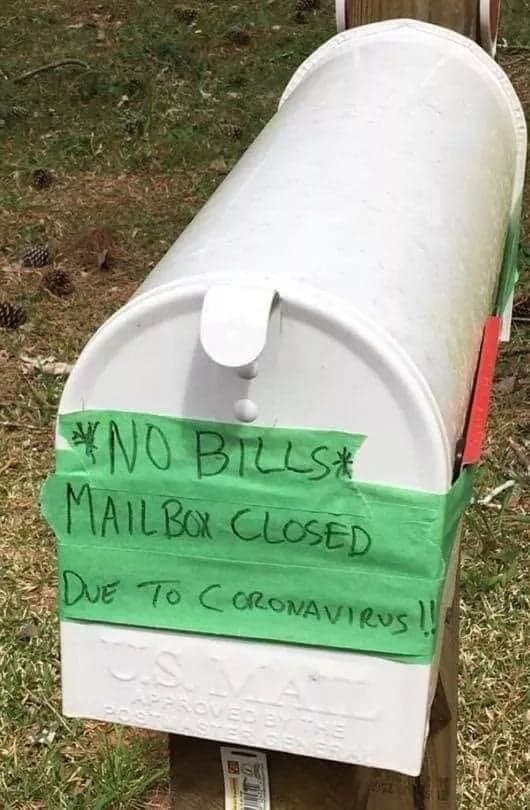 *NO BILLS*
MAILBOX CLOSED
DUE TO CORONAVIRUS!!
U.S. MAIL
APPROVED BY THE
POSTMASTER GENERAL